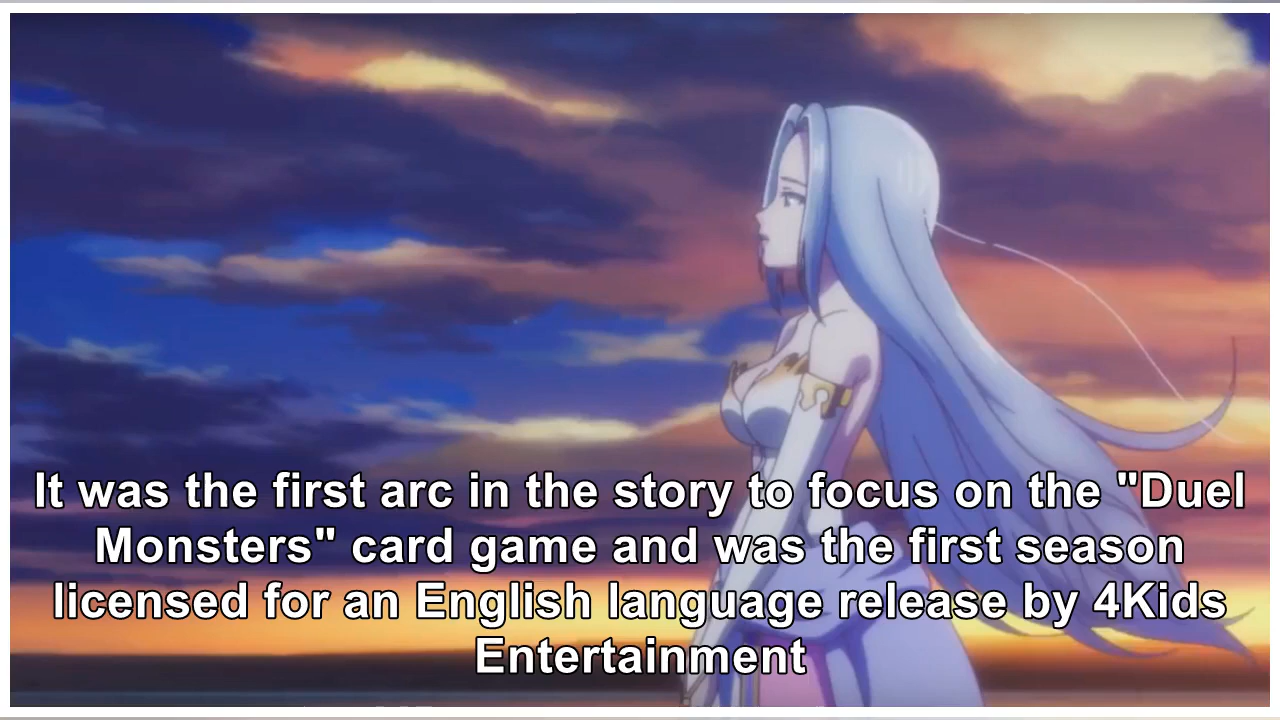 It was the first arc in the story to focus on the "Duel
Monsters" card game and was the first season
licensed for an English language release by 4Kids
Entertainment